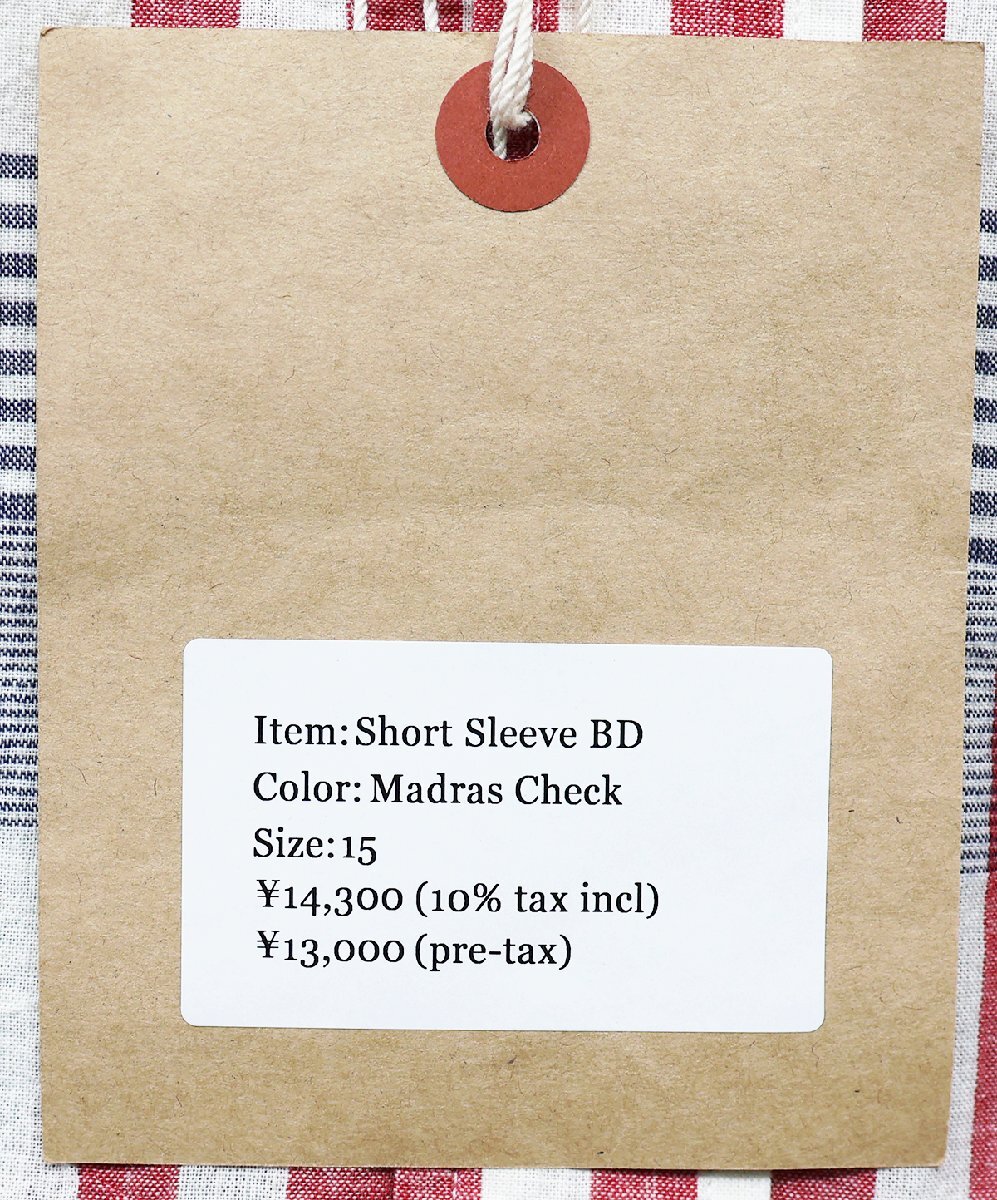 Item: Short Sleeve BD
Color: Madras Check
Size: 15
¥14,300 (10% tax incl)
¥13,000 (pre-tax)